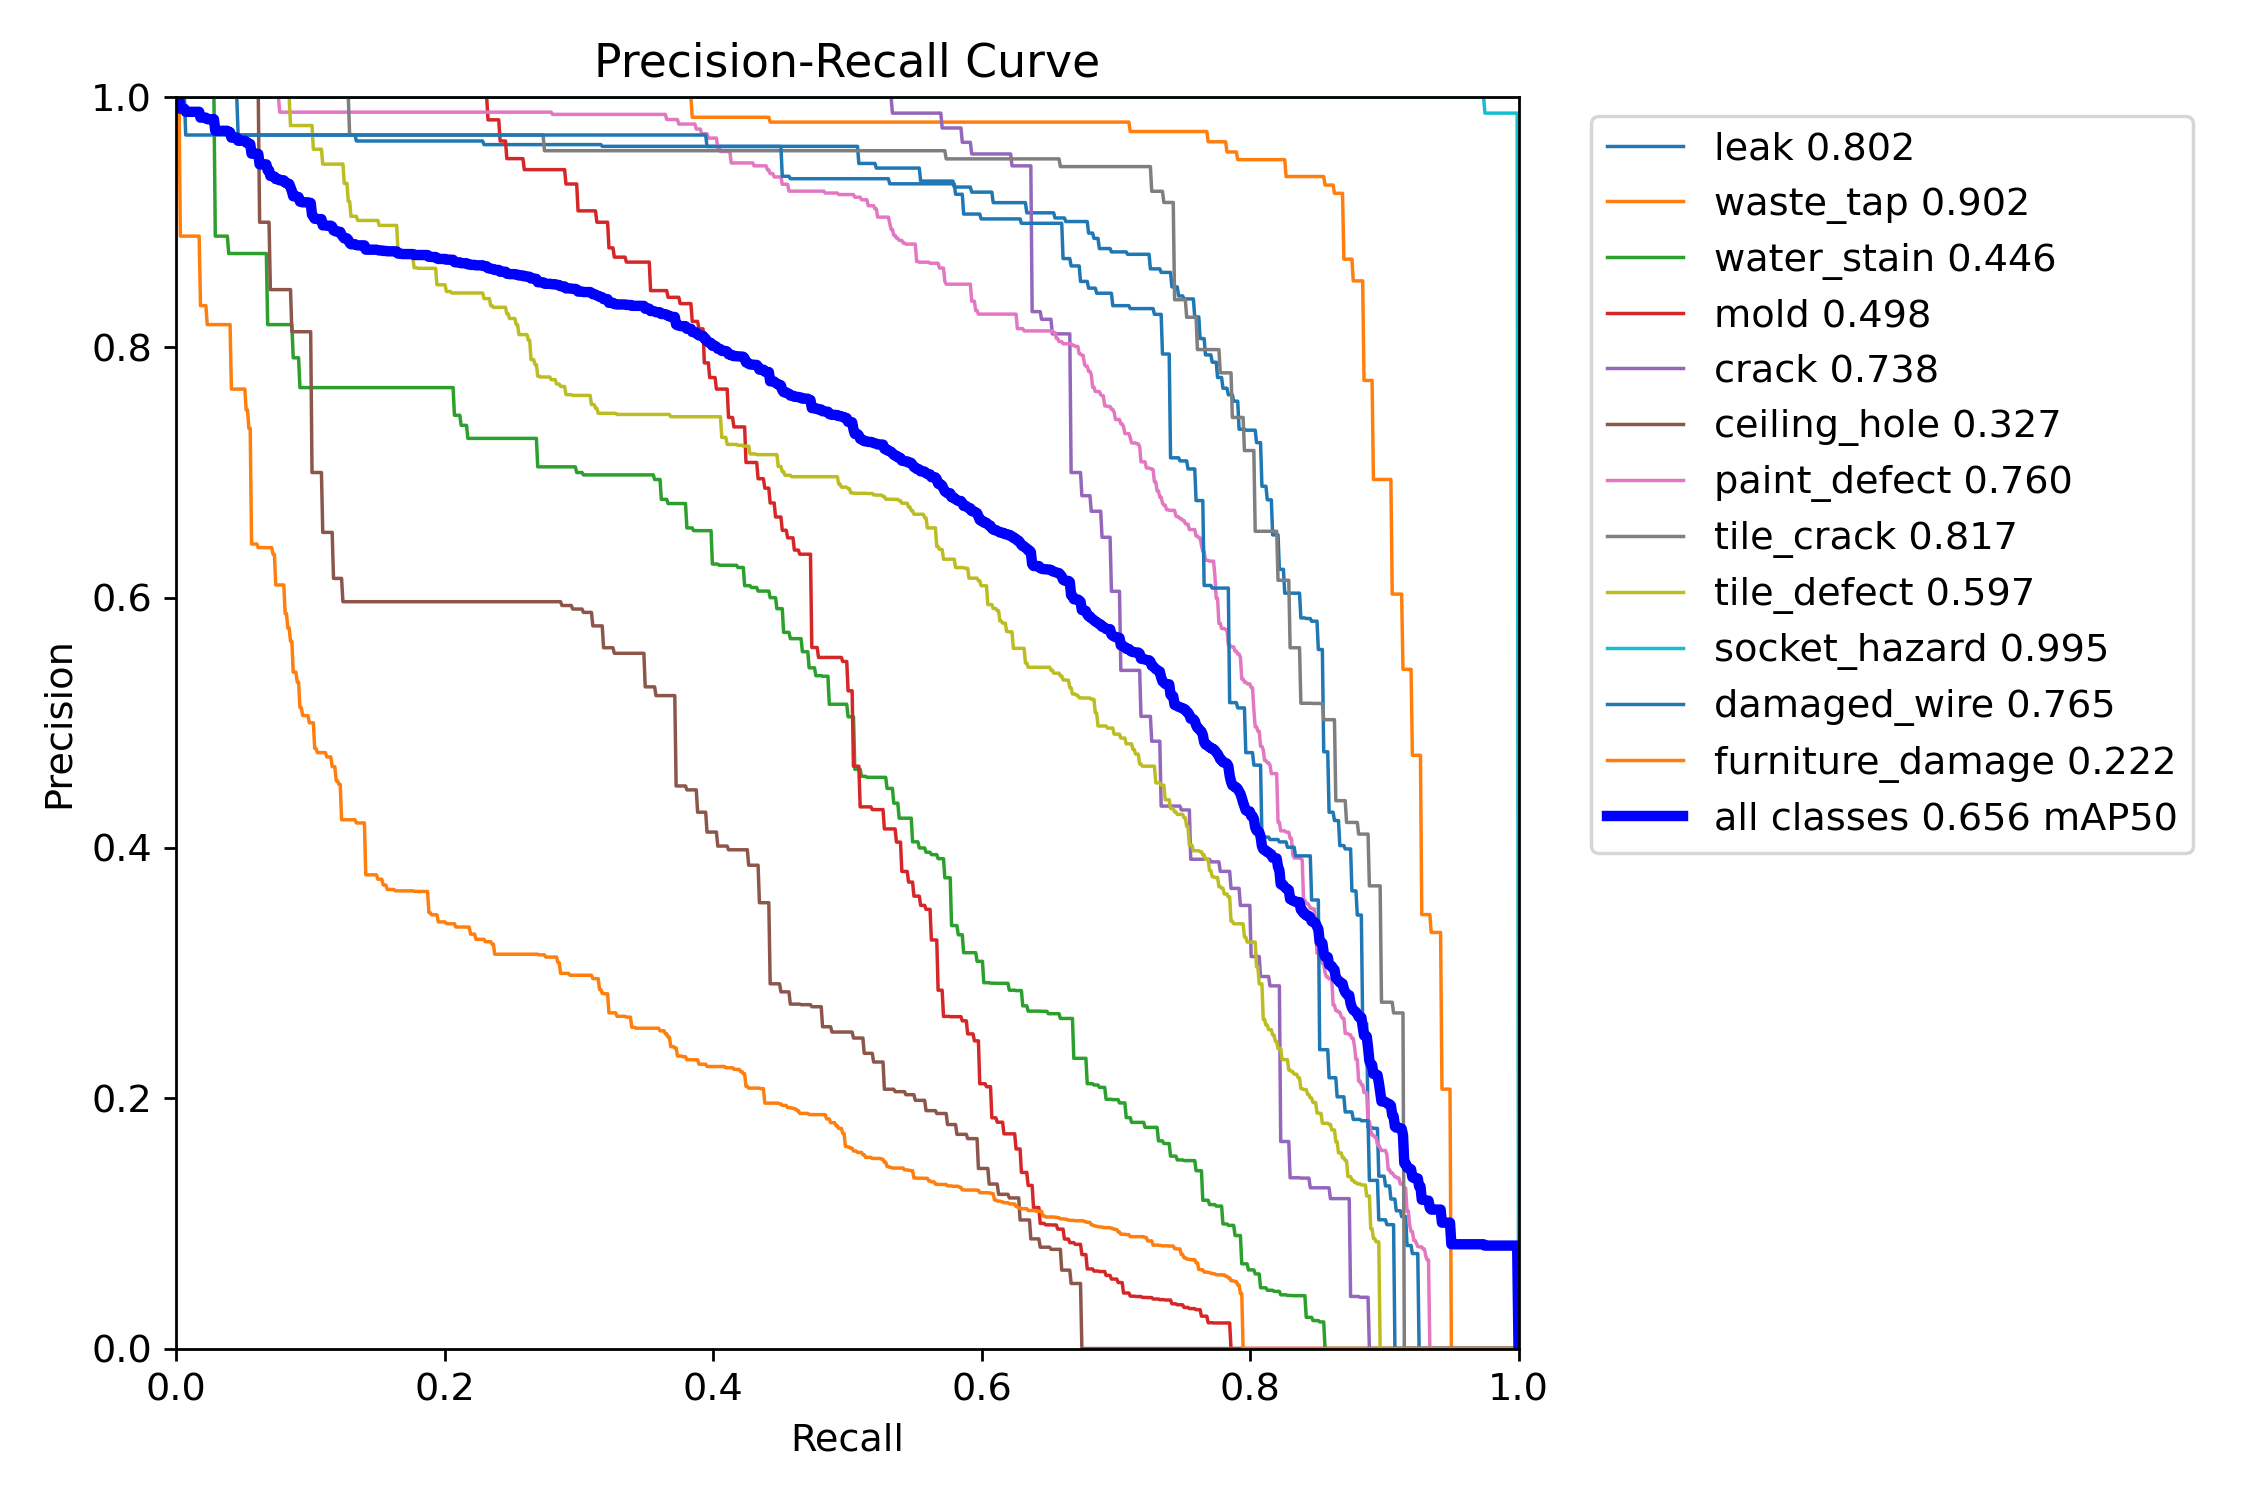 Precision-Recall Curve
1.0
0.8
0.6
0.4
0.2
0.0
Precision
0.0 0.2 0.4 0.6 0.8 1.0
Recall
leak 0.802
waste_tap 0.902
water_stain 0.446
mold 0.498
crack 0.738
ceiling_hole 0.327
paint_defect 0.760
tile_crack 0.817
tile_defect 0.597
socket_hazard 0.995
damaged_wire 0.765
furniture_damage 0.222
all classes 0.656 mAP50